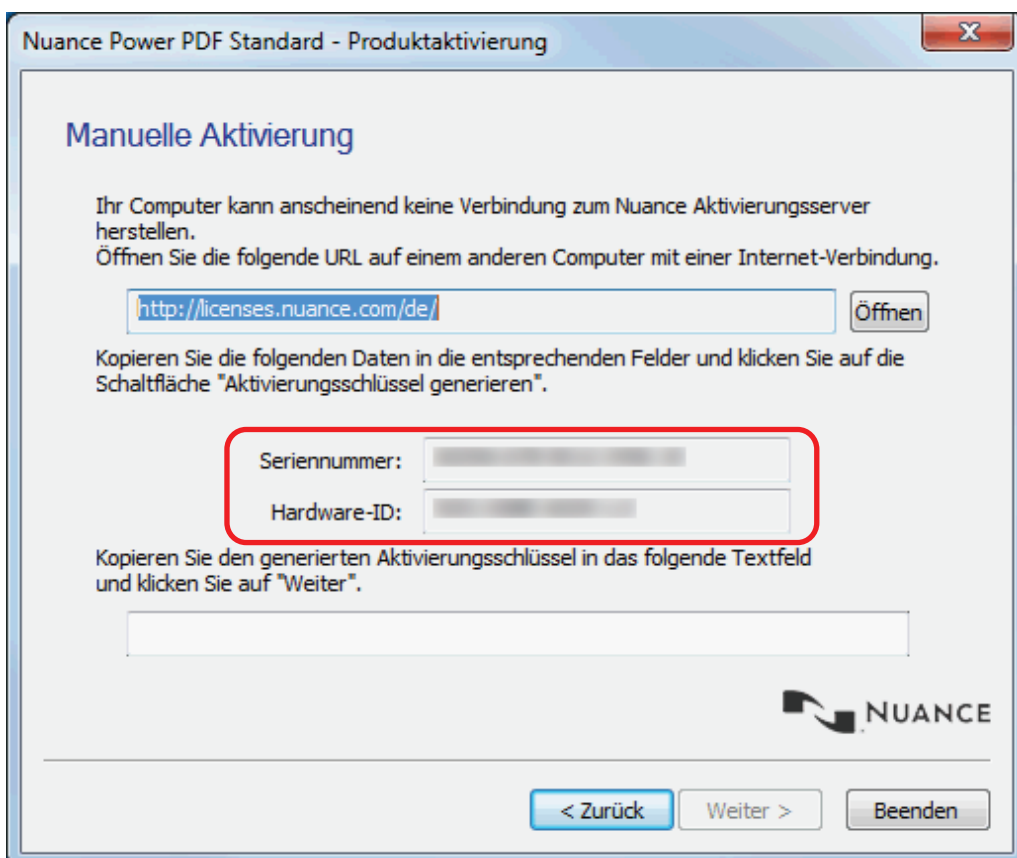 Nuance Power PDF Standard - Produktaktivierung
Manuelle Aktivierung
Ihr Computer kann anscheinend keine Verbindung zum Nuance Aktivierungsserver
herstellen.
Öffnen Sie die folgende URL auf einem anderen Computer mit einer Internet-Verbindung.
http://licenses.nuance.com/de/
Öffnen
Kopieren Sie die folgenden Daten in die entsprechenden Felder und klicken Sie auf die
Schaltfläche "Aktivierungsschlüssel generieren".
Seriennummer:
Hardware-ID:
Kopieren Sie den generierten Aktivierungsschlüssel in das folgende Textfeld
und klicken Sie auf "Weiter".
NUANCE
< Zurück
Weiter >
Beenden